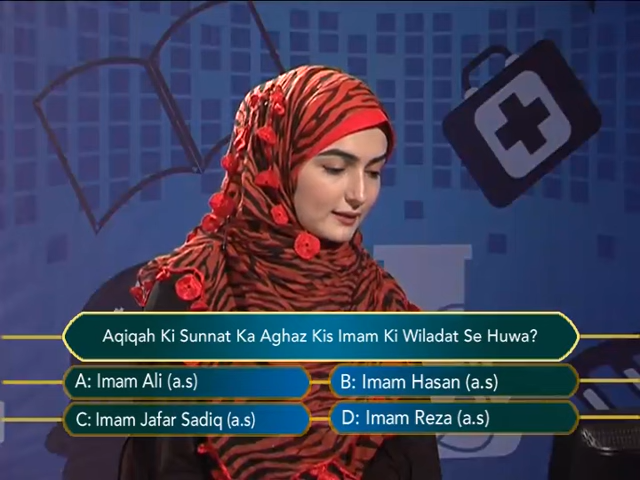 Aqiqah Ki Sunnat Ka Aghaz Kis Imam Ki Wiladat Se Huwa?
A: Imam Ali (a.s)
B: Imam Hasan (a.s)
C: Imam Jafar Sadiq (a.s)
D: Imam Reza (a.s)